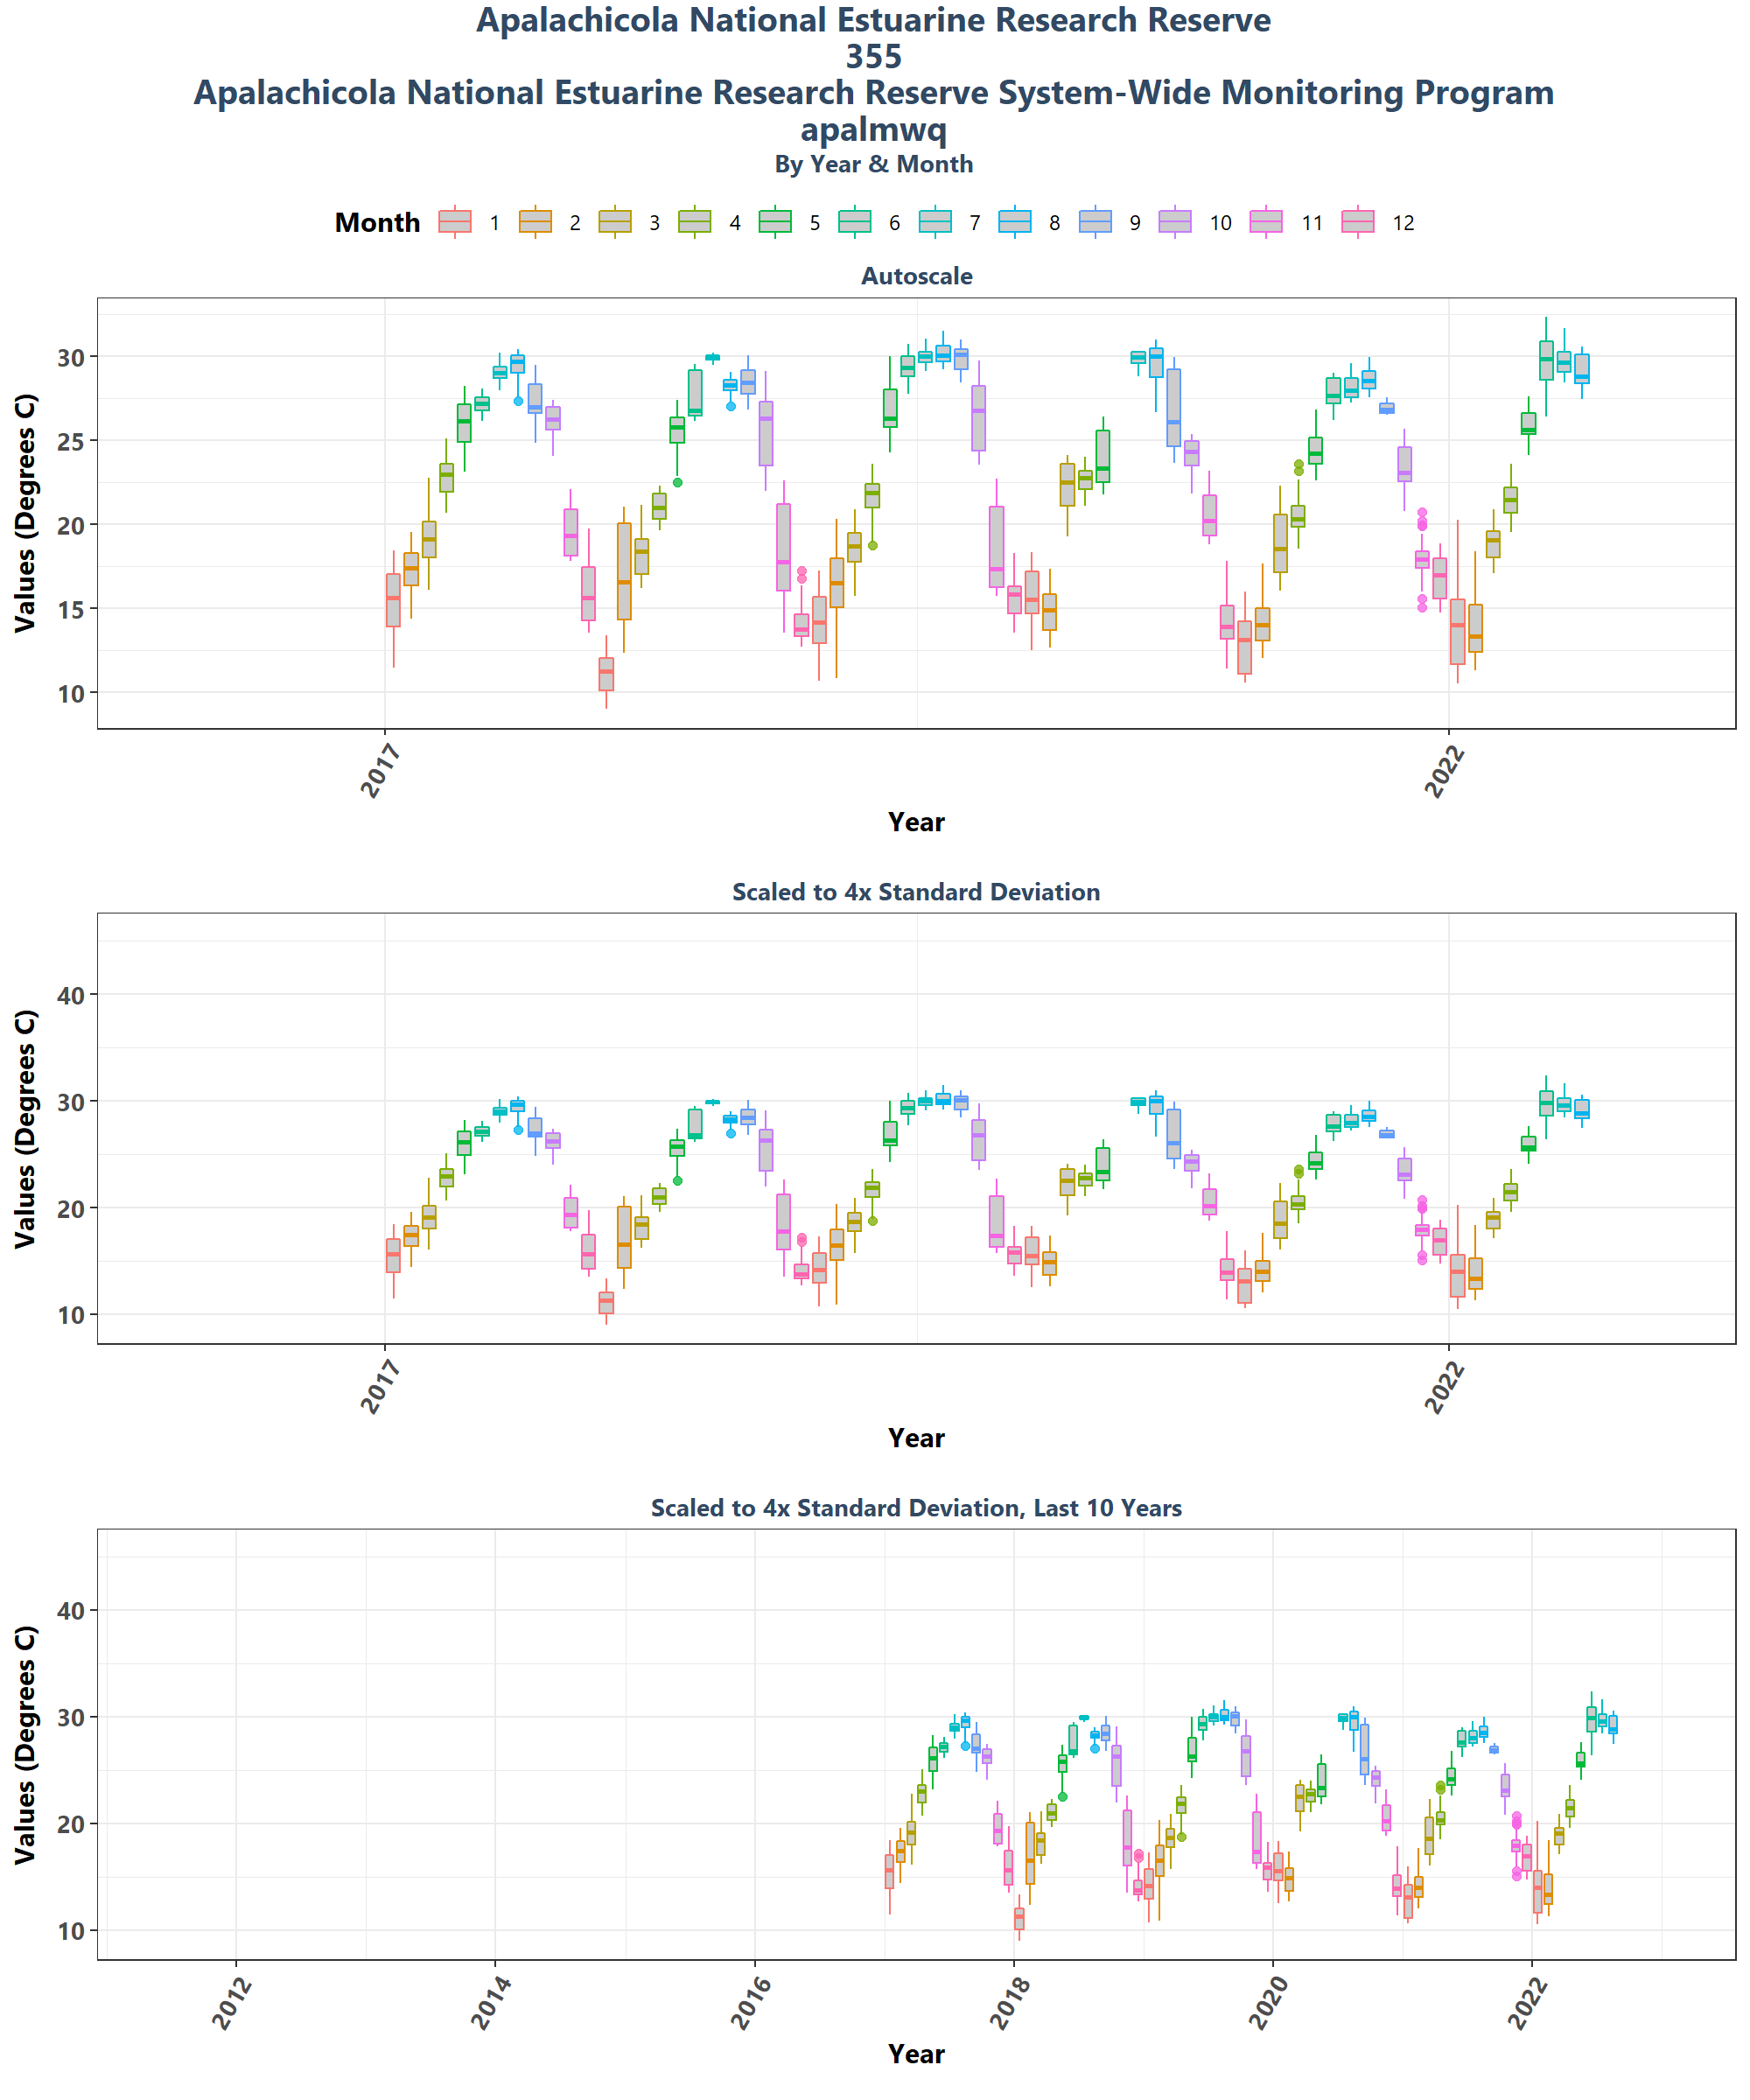 Apalachicola National Estuarine Research Reserve
355
Apalachicola National Estuarine Research Reserve System-Wide Monitoring Program
apalmwq
By Year & Month
Month 1 2 3 4 5 6 7 8 9 10 11 12
Autoscale
Values (Degrees C)
30
25
20
15
10
2017 2022
Year
Scaled to 4x Standard Deviation
Values (Degrees C)
40
30
20
10
2017 2022
Year
Scaled to 4x Standard Deviation, Last 10 Years
Values (Degrees C)
40
30
20
10
2012 2014 2016 2018 2020 2022
Year